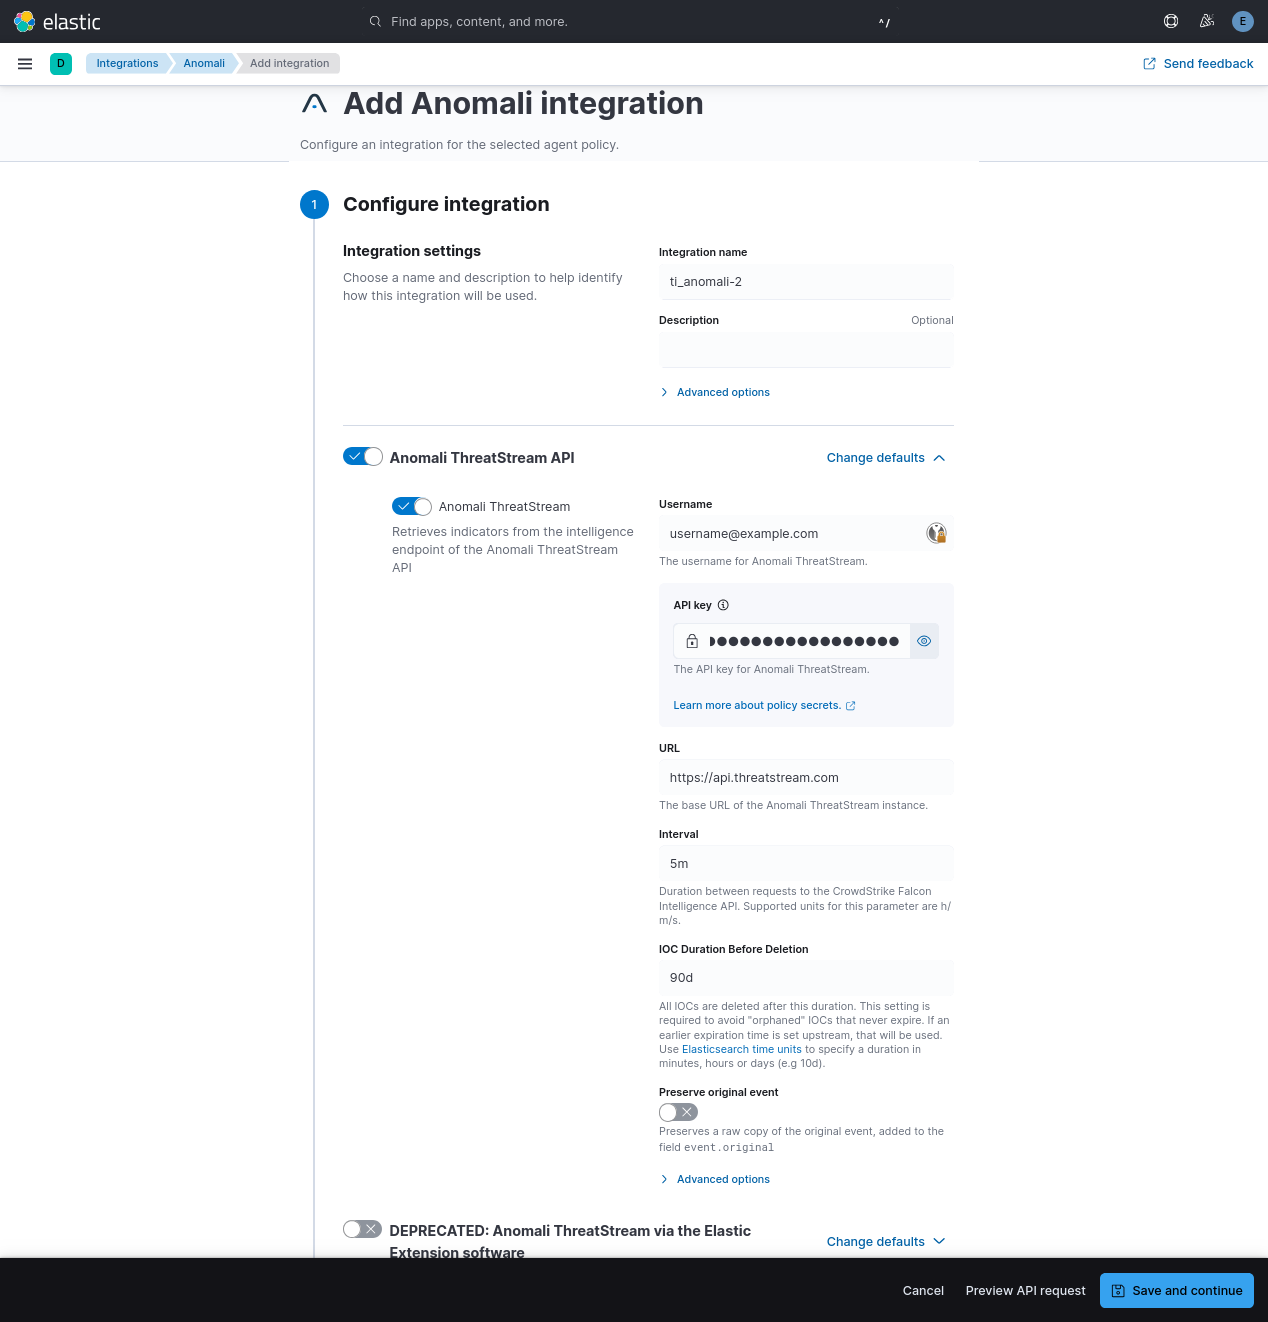 elastic
Find apps, content, and more.
^/
E
D
Integrations
Anomali
Add integration
Send feedback
Add Anomali integration
Configure an integration for the selected agent policy.
1
Configure integration
Integration settings
Choose a name and description to help identify
how this integration will be used.
Integration name
ti_anomali-2
Description
Optional
Advanced options
Anomali ThreatStream API
Change defaults
Anomali ThreatStream
Retrieves indicators from the intelligence
endpoint of the Anomali ThreatStream
API
Username
username@example.com
The username for Anomali ThreatStream.
API key
The API key for Anomali ThreatStream.
Learn more about policy secrets.
URL
https://api.threatstream.com
The base URL of the Anomali ThreatStream instance.
Interval
5m
Duration between requests to the CrowdStrike Falcon
Intelligence API. Supported units for this parameter are h/
m/s.
IOC Duration Before Deletion
90d
All IOCs are deleted after this duration. This setting is
required to avoid "orphaned" IOCs that never expire. If an
earlier expiration time is set upstream, that will be used.
Use Elasticsearch time units to specify a duration in
minutes, hours or days (e.g 10d).
Preserve original event
Preserves a raw copy of the original event, added to the
field event.original
Advanced options
DEPRECATED: Anomali ThreatStream via the Elastic
Extension software
Change defaults
Cancel
Preview API request
Save and continue